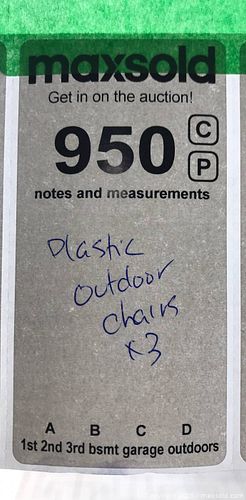 maxsold
Get in on the auction!
950 C
P
notes and measurements
Plastic
outdoor
chairs
x3
A B C D
1st 2nd 3rd bsmt garage outdoors